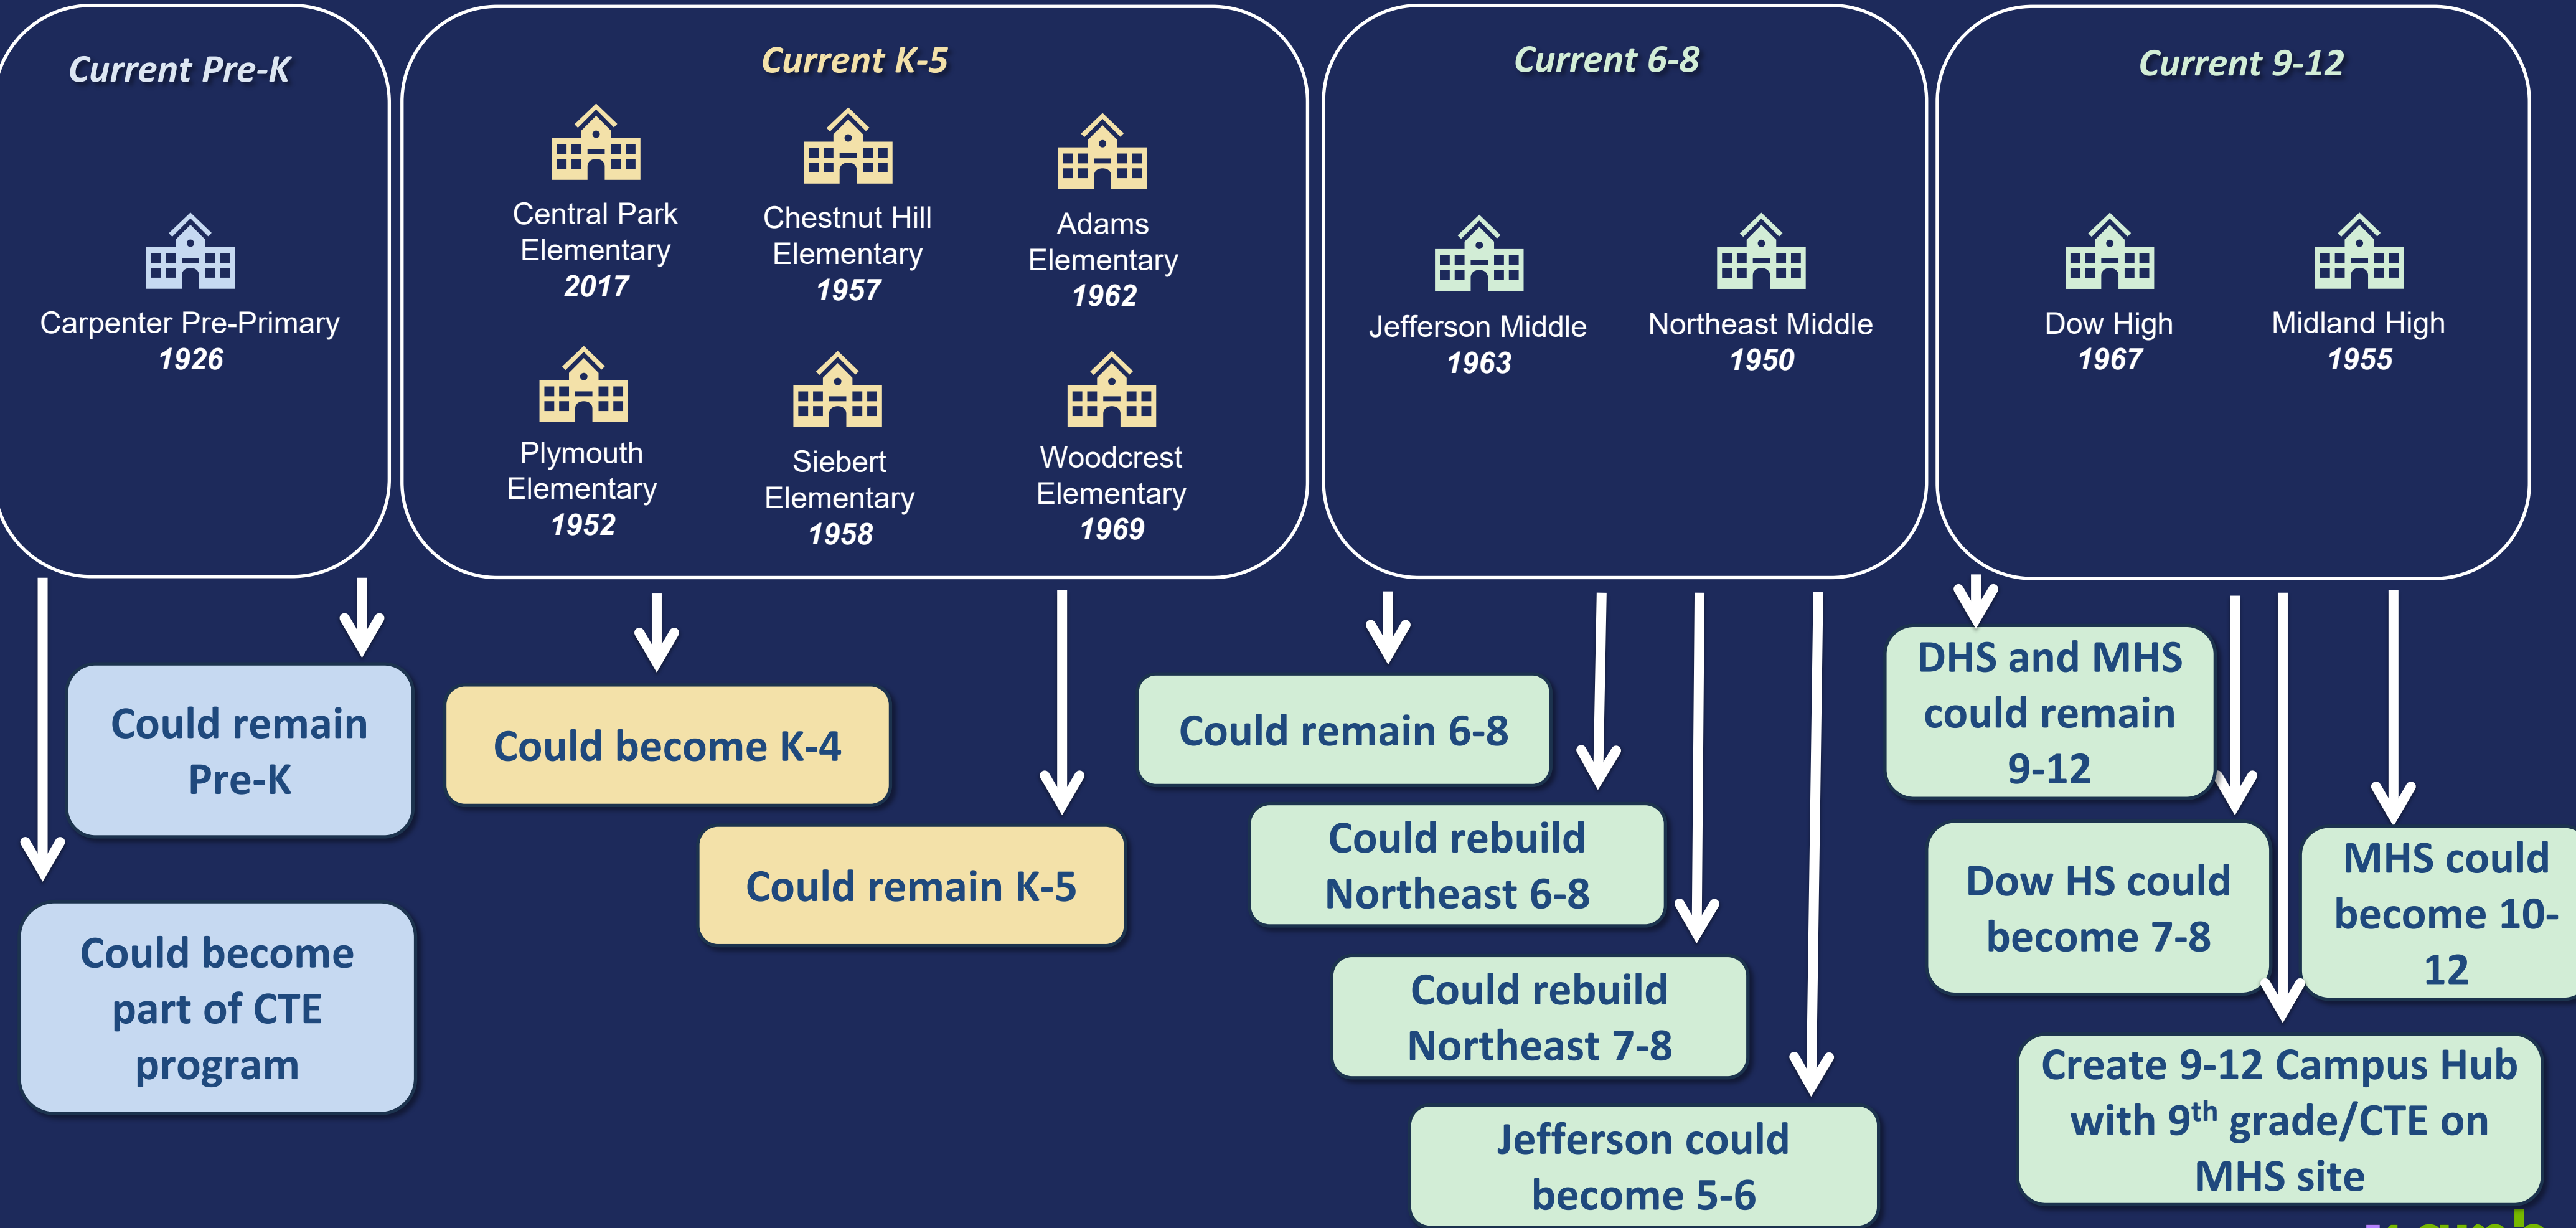 Current Pre-K
Carpenter Pre-Primary
1926
Current K-5
Central Park
Elementary
2017
Chestnut Hill
Elementary
1957
Adams
Elementary
1962
Plymouth
Elementary
1952
Siebert
Elementary
1958
Woodcrest
Elementary
1969
Current 6-8
Jefferson Middle
1963
Northeast Middle
1950
Current 9-12
Dow High
1967
Midland High
1955
Could remain
Pre-K
Could become
part of CTE
program
Could become K-4
Could remain K-5
Could remain 6-8
Could rebuild
Northeast 6-8
Could rebuild
Northeast 7-8
Jefferson could
become 5-6
DHS and MHS
could remain
9-12
Dow HS could
become 7-8
MHS could
become 10-
12
Create 9-12 Campus Hub
with 9th grade/CTE on
MHS site